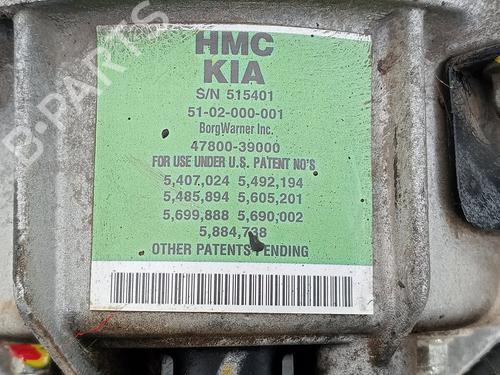 HMC
KIA
S/N 515401
51-02-000-001
BorgWarner Inc.
47800-39000
FOR USE UNDER U.S. PATENT NO'S
5,407,024 5,492,194
5,485,894 5,605,201
5,699,888 5,690,002
5,884,738
OTHER PATENTS PENDING
B-PARTS